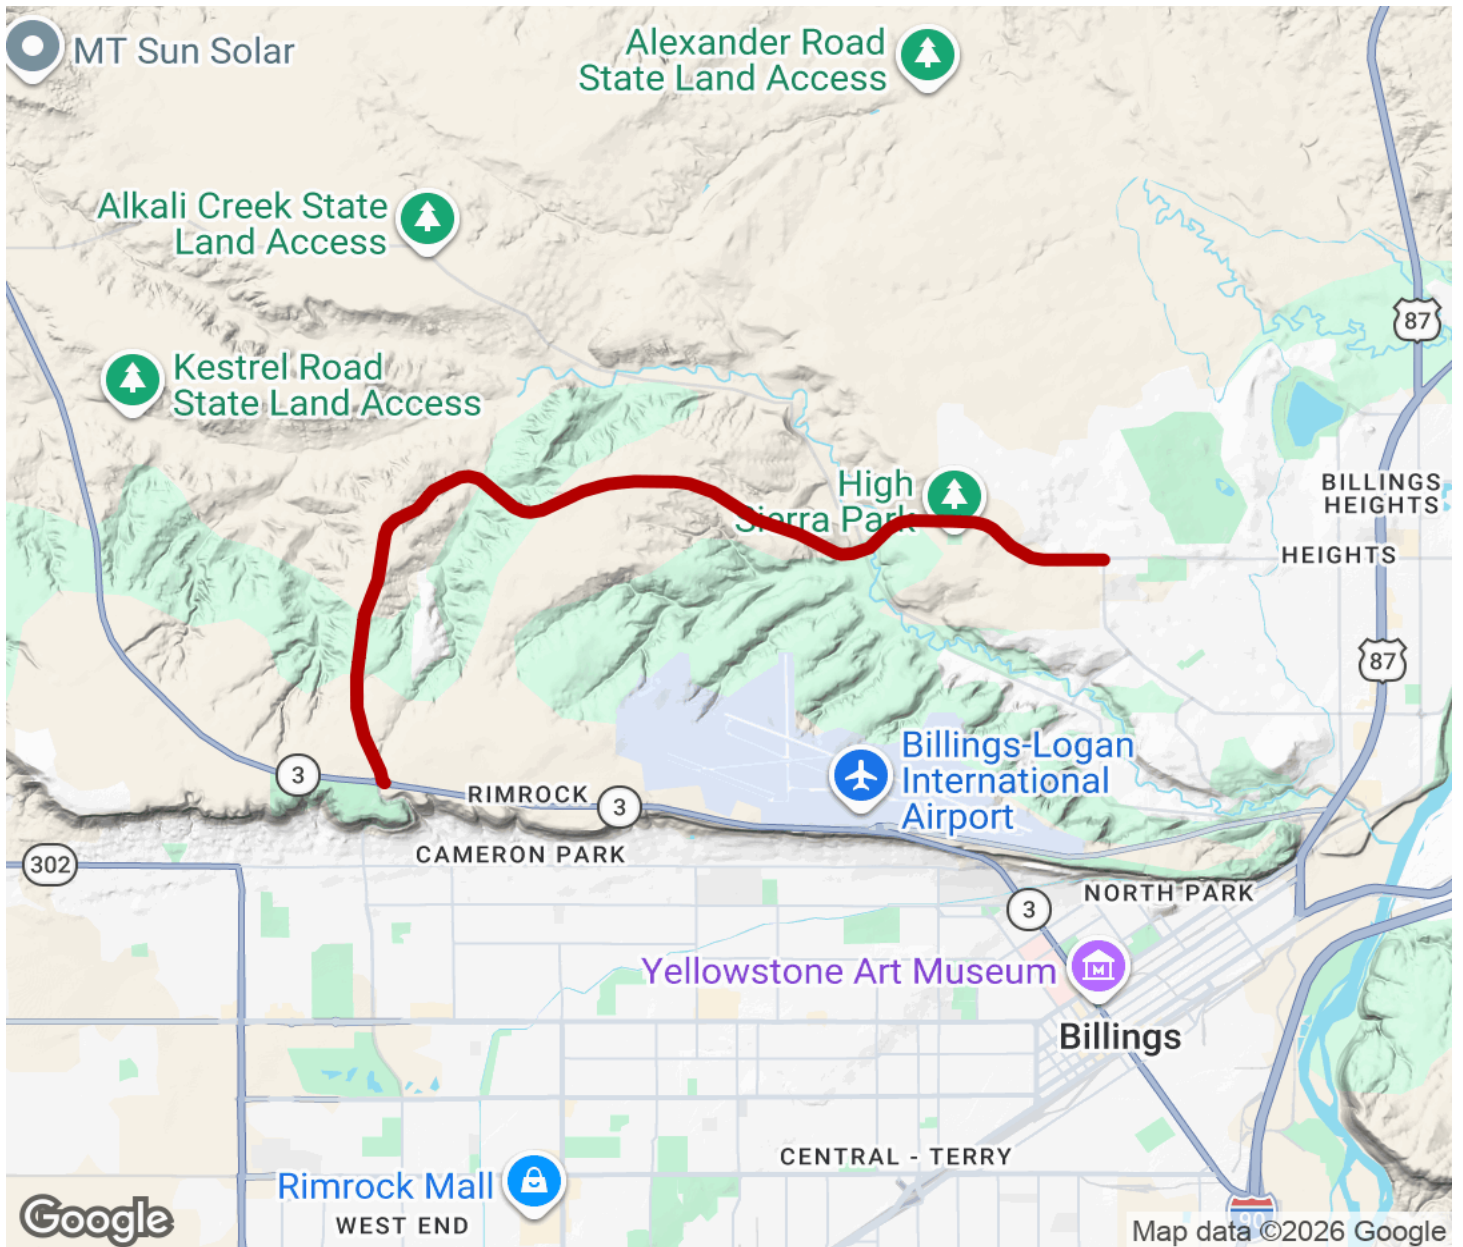 MT Sun Solar
Alexander Road
State Land Access
Alkali Creek State
Land Access
87
Kestrel Road
State Land Access
High
Sierra Park
BILLINGS
HEIGHTS
HEIGHTS
87
Billings-Logan
International
Airport
3
RIMROCK
3
CAMERON PARK
302
NORTH PARK
3
Yellowstone Art Museum
Billings
CENTRAL - TERRY
Rimrock Mall
WEST END
90
Google
Map data ©2026 Google